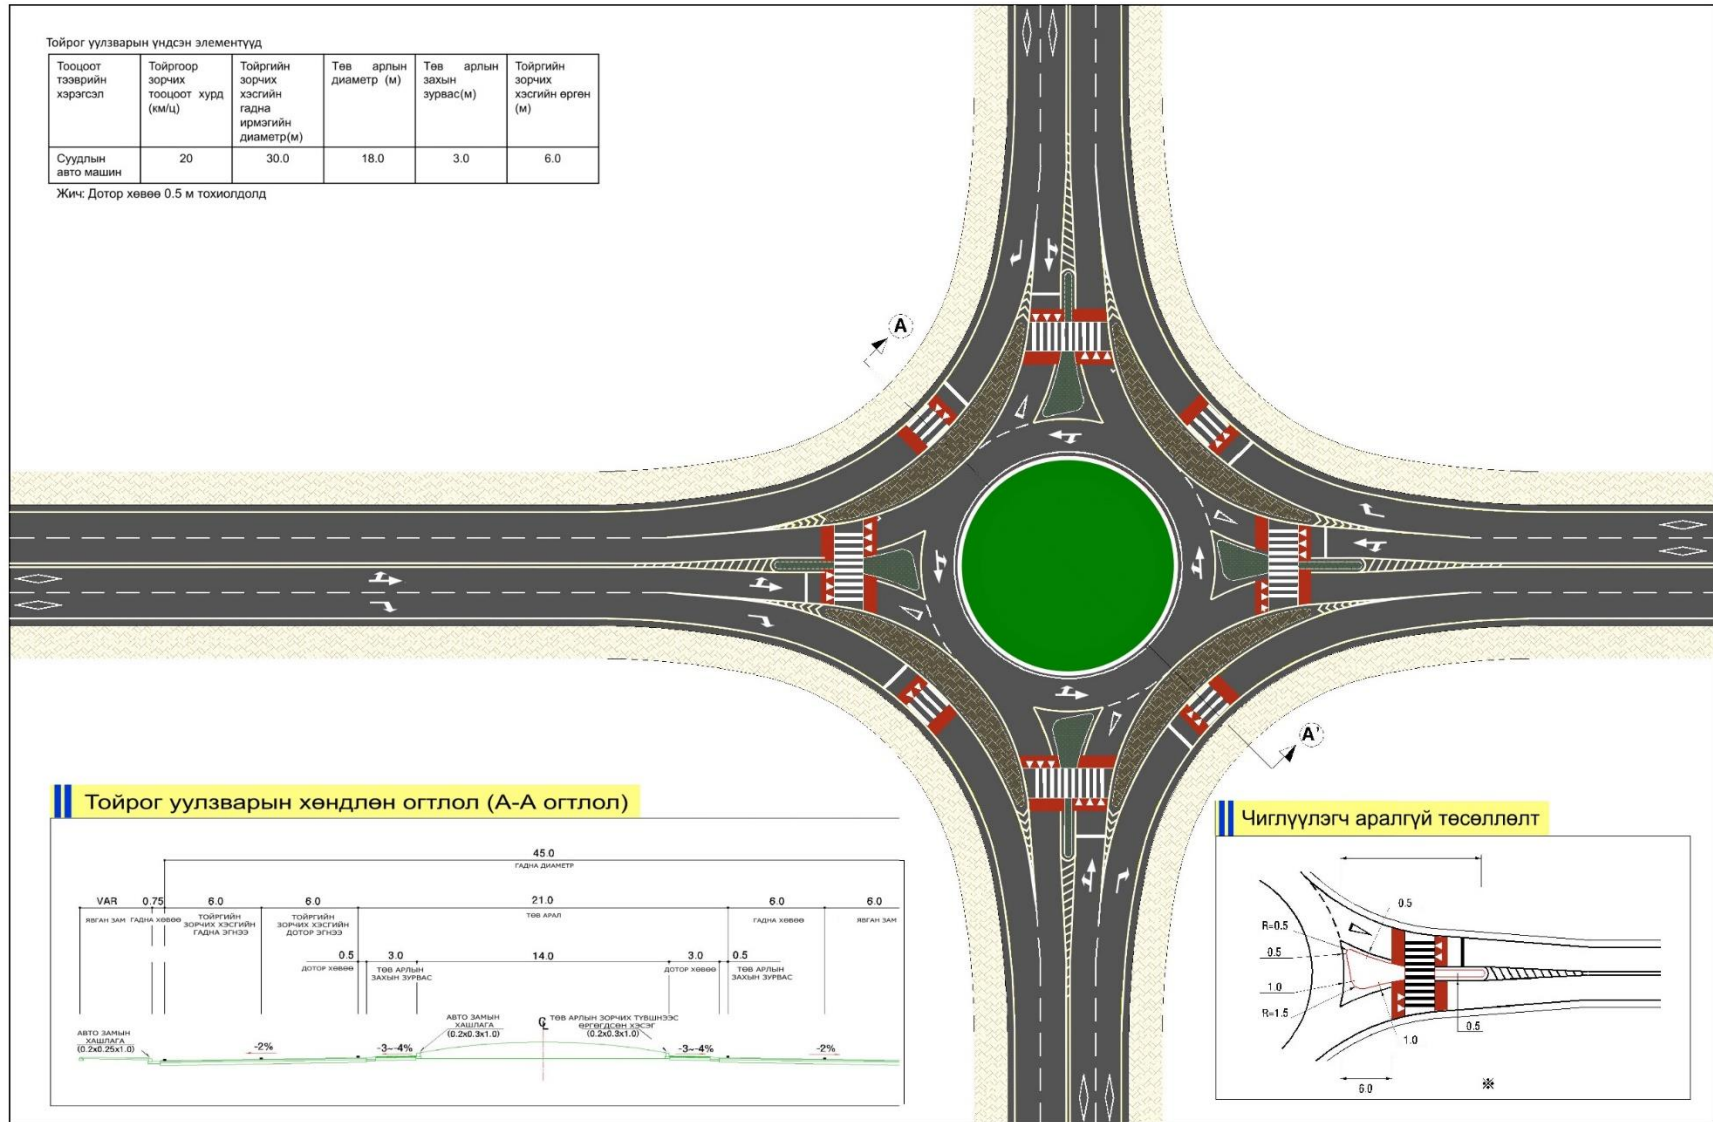 Тойрог уулзварын үндсэн элементүүд
Тооцоот тээврийн хэрэгсэл
Тойргоор зорчих тооцоот хурд (км/ц)
Тойргийн зорчих хэсгийн гадна ирмэгийн диаметр(м)
Төв арлын диаметр (м)
Төв арлын захын зурвас(м)
Тойргийн зорчих хэсгийн өргөн (м)
Суудлын авто машин
20
30.0
18.0
3.0
6.0
Жич: Дотор хөвөө 0.5 м тохиолдолд
A
A'
Тойрог уулзварын хөндлөн огтлол (А-А огтлол)
45.0
ГАДНА ДИАМЕТР
VAR 0.75 6.0 6.0 21.0 6.0 6.0
ЯВГАН ЗАМ
ГАДНА ХӨВӨӨ
ТОЙРГИЙН
ЗОРЧИХ ХЭСГИЙН
ГАДНА ЭГНЭЭ
ТОЙРГИЙН
ЗОРЧИХ ХЭСГИЙН
ДОТОР ЭГНЭЭ
ТӨВ АРАЛ
ГАДНА ХӨВӨӨ
ЯВГАН ЗАМ
0.5 3.0 14.0 3.0 0.5
ДОТОР ХӨВӨӨ
ТӨВ АРЛЫН
ЗАХЫН ЗУРВАС
ДОТОР ХӨВӨӨ
ТӨВ АРЛЫН
ЗАХЫН ЗУРВАС
АВТО ЗАМЫН
ХАШЛАГА
(0.2x0.25x1.0)
-2%
-3~-4%
АВТО ЗАМЫН
ХАШЛАГА
(0.2x0.3x1.0)
ТӨВ АРЛЫН ЗОРЧИХ ТҮВШНЭЭС
ӨРГӨГДСӨН ХЭСЭГ
(0.2x0.3x1.0)
-3~-4%
-2%
Чиглүүлэгч аралгүй төсөллөлт
0.5
R=0.5
0.5
1.0
R=1.5
0.5
1.0
6.0
※